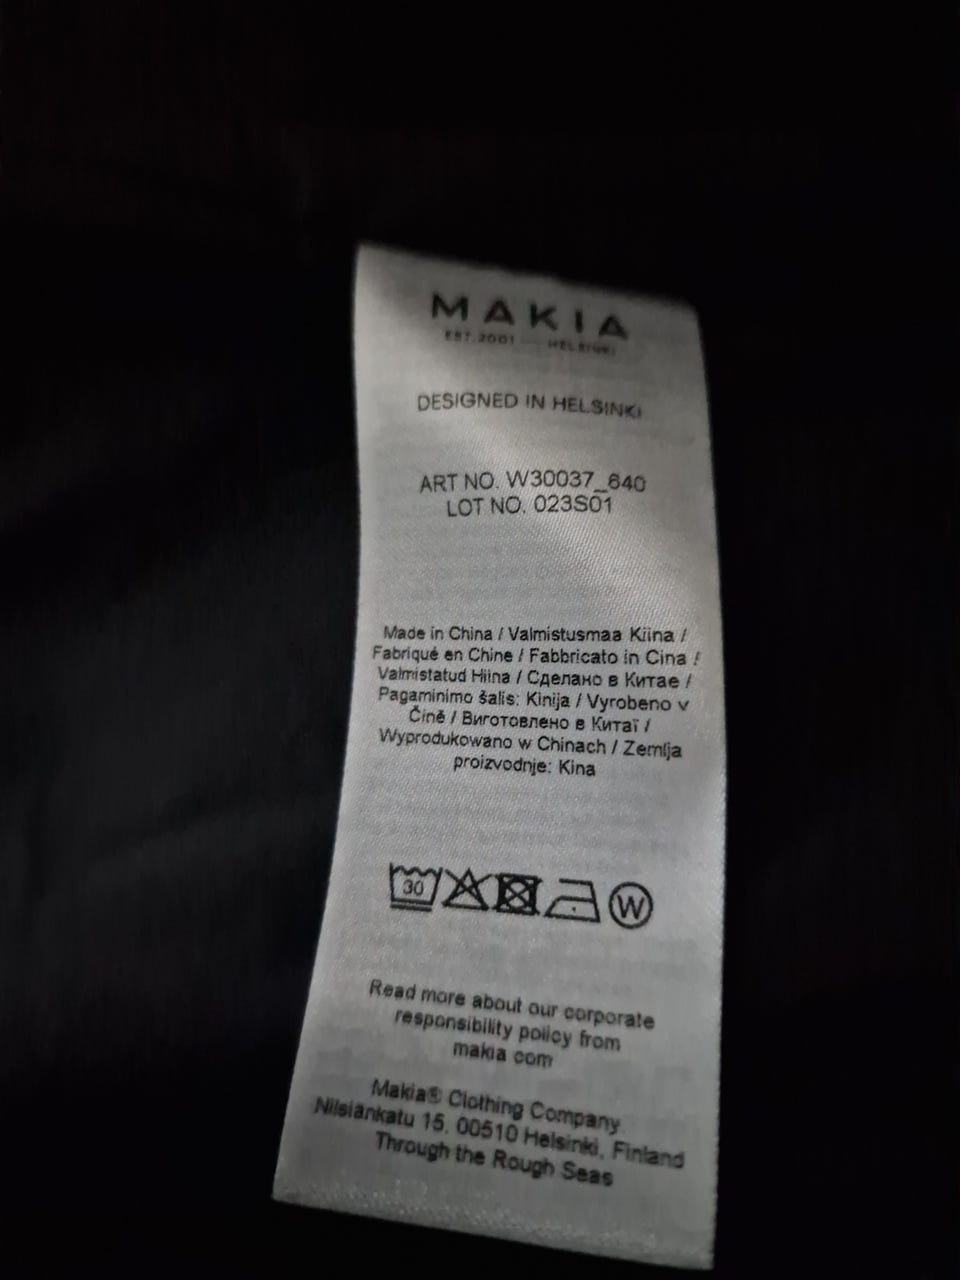 MAKIA
EST. 2001 — HELSINKI
DESIGNED IN HELSINKI
ART NO. W30037_640
LOT NO. 023S01
Made in China / Valmistusmaa Kiina /
Fabriqué en Chine / Fabbricato in Cina /
Valmistatud Hiina / Сделано в Китае /
Pagaminimo šalis: Kinija / Vyrobeno v
Čině / Виготовлено в Китаї /
Wyprodukowano w Chinach / Zemlja
proizvodnje: Kina
30
W
Read more about our corporate
responsibility policy from
makia.com
Makia® Clothing Company
Nilsiänkatu 15, 00510 Helsinki, Finland
Through the Rough Seas